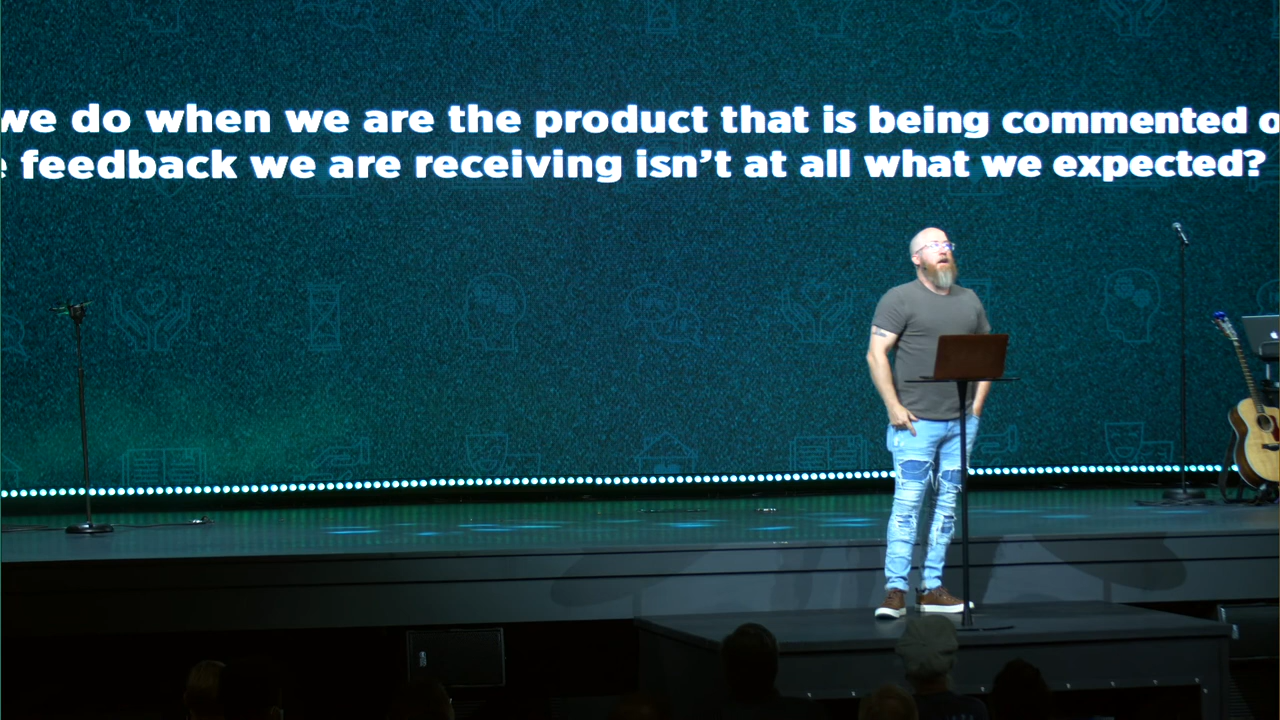 we do when we are the product that is being commented
feedback we are receiving isn’t at all what we expected?